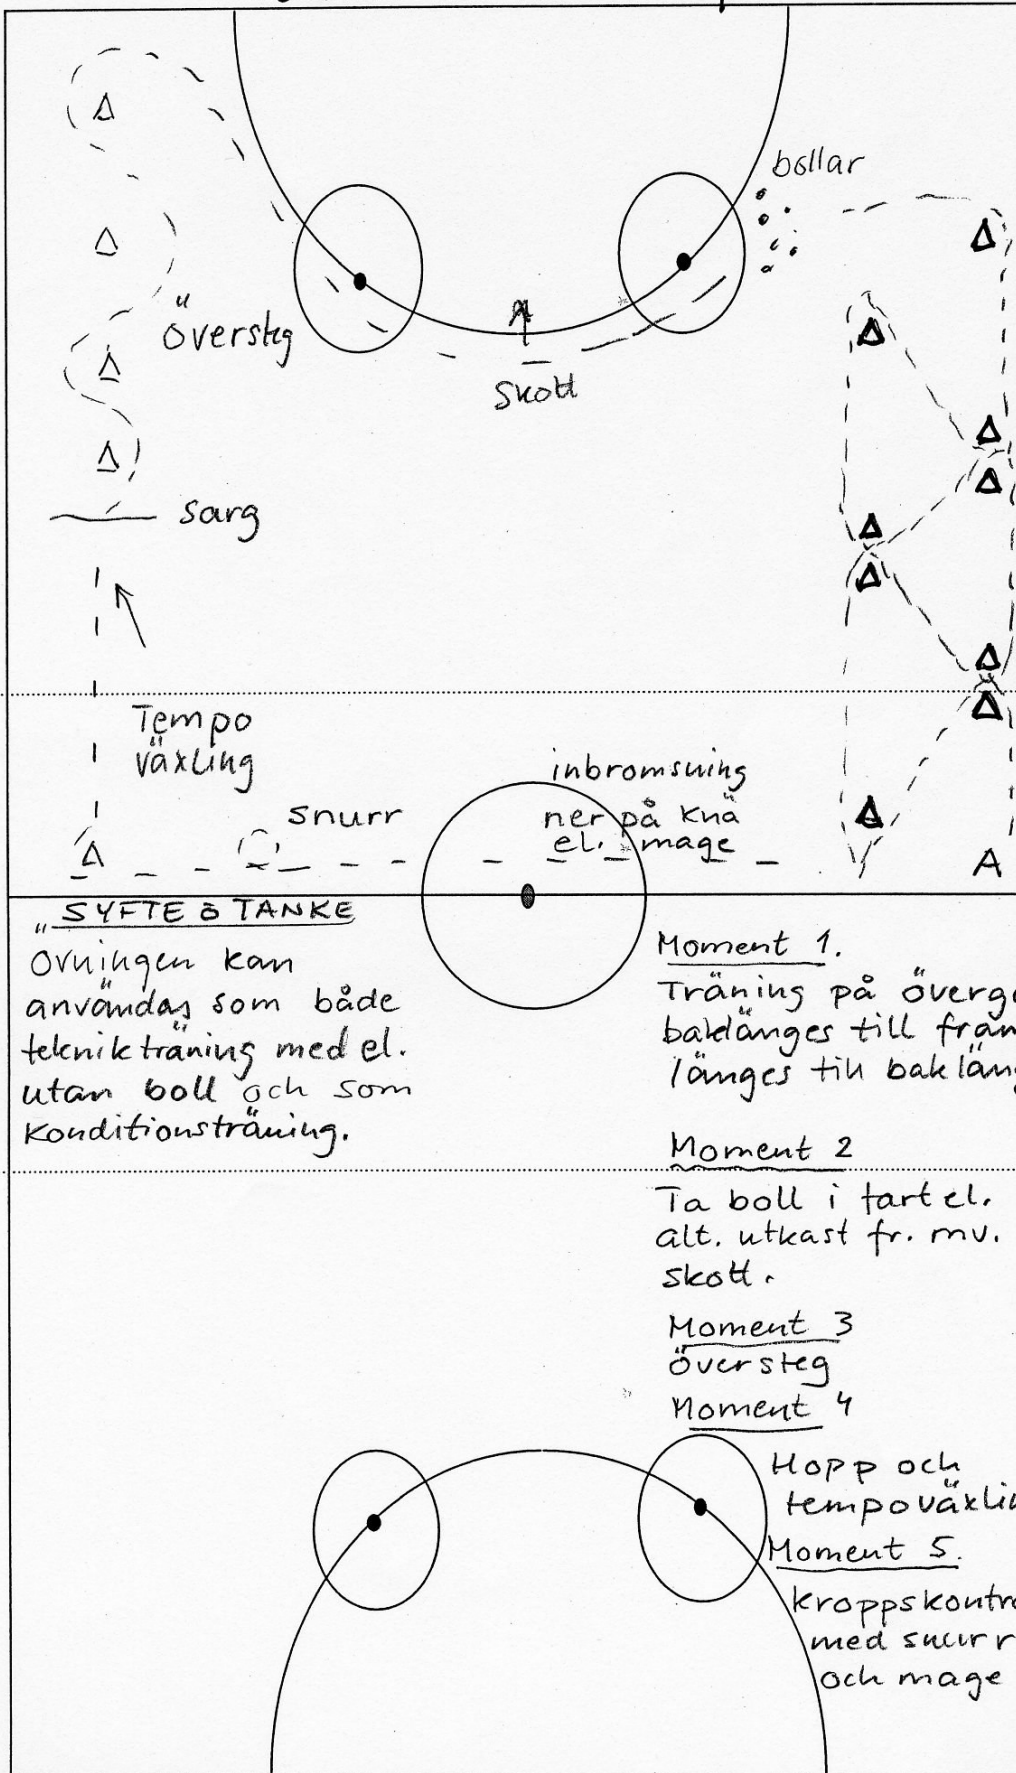 bollar
Översteg
Skott
sarg
Tempo
växling
inbromsning
snurr
ner på knä
el. mage
A
SYFTE & TANKE
Övningen kan
användas som både
teknikträning med el.
utan boll och som
Konditionsträning.
Moment 1.
Träning på överg
baklänges till fram
länges till baklän
Moment 2
Ta boll i fart el.
alt. utkast fr. mv.
skott.
Moment 3
översteg
Moment 4
Hopp och
tempoväxlin
Moment 5.
kroppskontro
med snurr
och mage